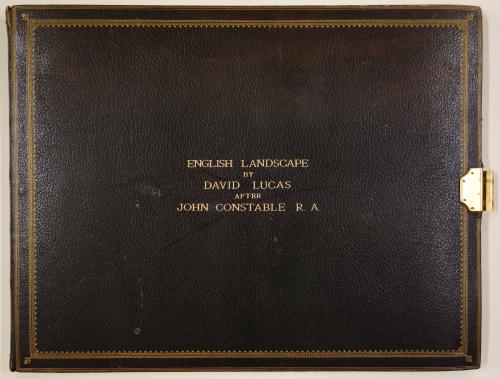 ENGLISH LANDSCAPE
BY
DAVID LUCAS
AFTER
JOHN CONSTABLE R. A.